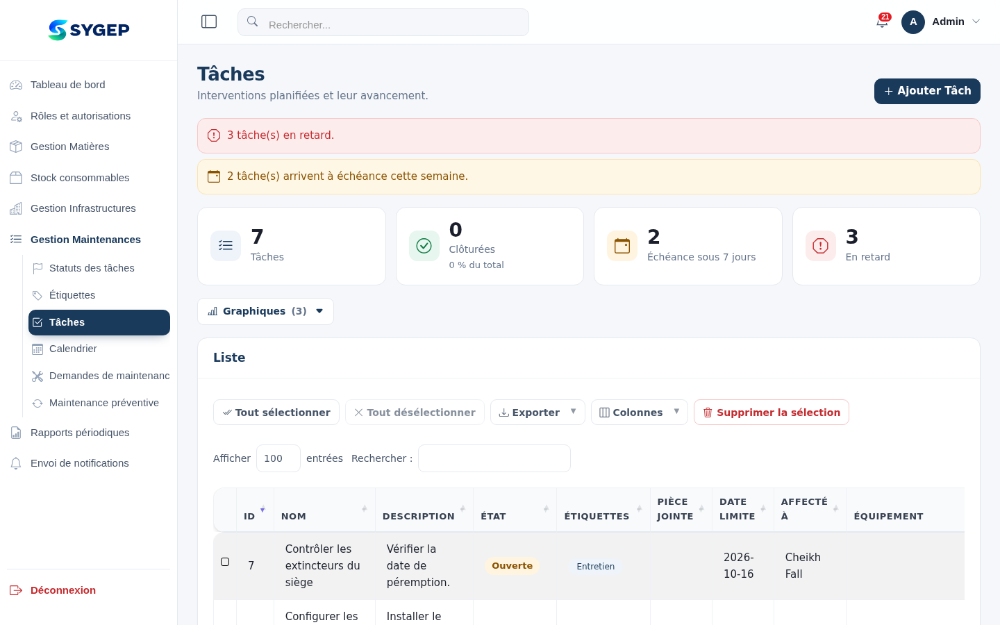 SYGEP
Rechercher...
21
A
Admin
Tableau de bord
Rôles et autorisations
Gestion Matières
Stock consommables
Gestion Infrastructures
Gestion Maintenances
Statuts des tâches
Étiquettes
Tâches
Calendrier
Demandes de maintenanc
Maintenance préventive
Rapports périodiques
Envoi de notifications
Déconnexion
Tâches
Interventions planifiées et leur avancement.
Ajouter Tâch
3 tâche(s) en retard.
2 tâche(s) arrivent à échéance cette semaine.
7
Tâches
0
Clôturées
0 % du total
2
Échéance sous 7 jours
3
En retard
Graphiques (3)
Liste
Tout sélectionner
Tout désélectionner
Exporter
Colonnes
Supprimer la sélection
Afficher 100 entrées Rechercher :
ID
NOM
DESCRIPTION
ÉTAT
ÉTIQUETTES
PIÈCE
JOINTE
DATE
LIMITE
AFFECTÉ
À
ÉQUIPEMENT
7
Contrôler les
extincteurs du
siège
Vérifier la
date de
péremption.
Ouverte
Entretien
2026-
10-16
Cheikh
Fall
Configurer les
Installer le